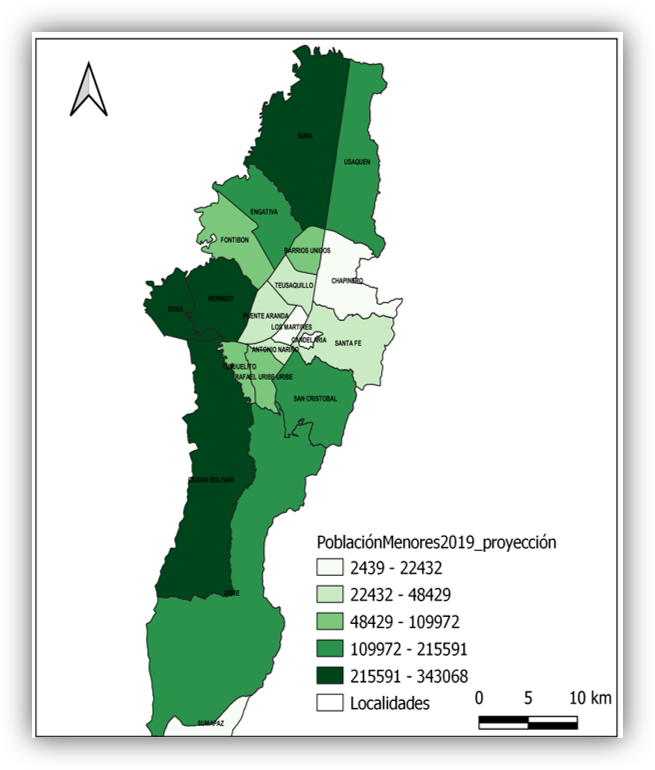 SUBA
USAQUEN
ENGATIVA
FONTIBON
BARRIOS UNIDOS
CHAPINERO
TEUSAQUILLO
KENNEDY
BOSA
PUENTE ARANDA
LOS MARTIRES
CANDELARIA
SANTA FE
ANTONIO NARIÑO
TUNJUELITO
RAFAEL URIBE URIBE
SAN CRISTOBAL
CIUDAD BOLIVAR
USME
SUMAPAZ
PoblaciónMenores2019_proyección
2439 - 22432
22432 - 48429
48429 - 109972
109972 - 215591
215591 - 343068
Localidades
0 5 10 km